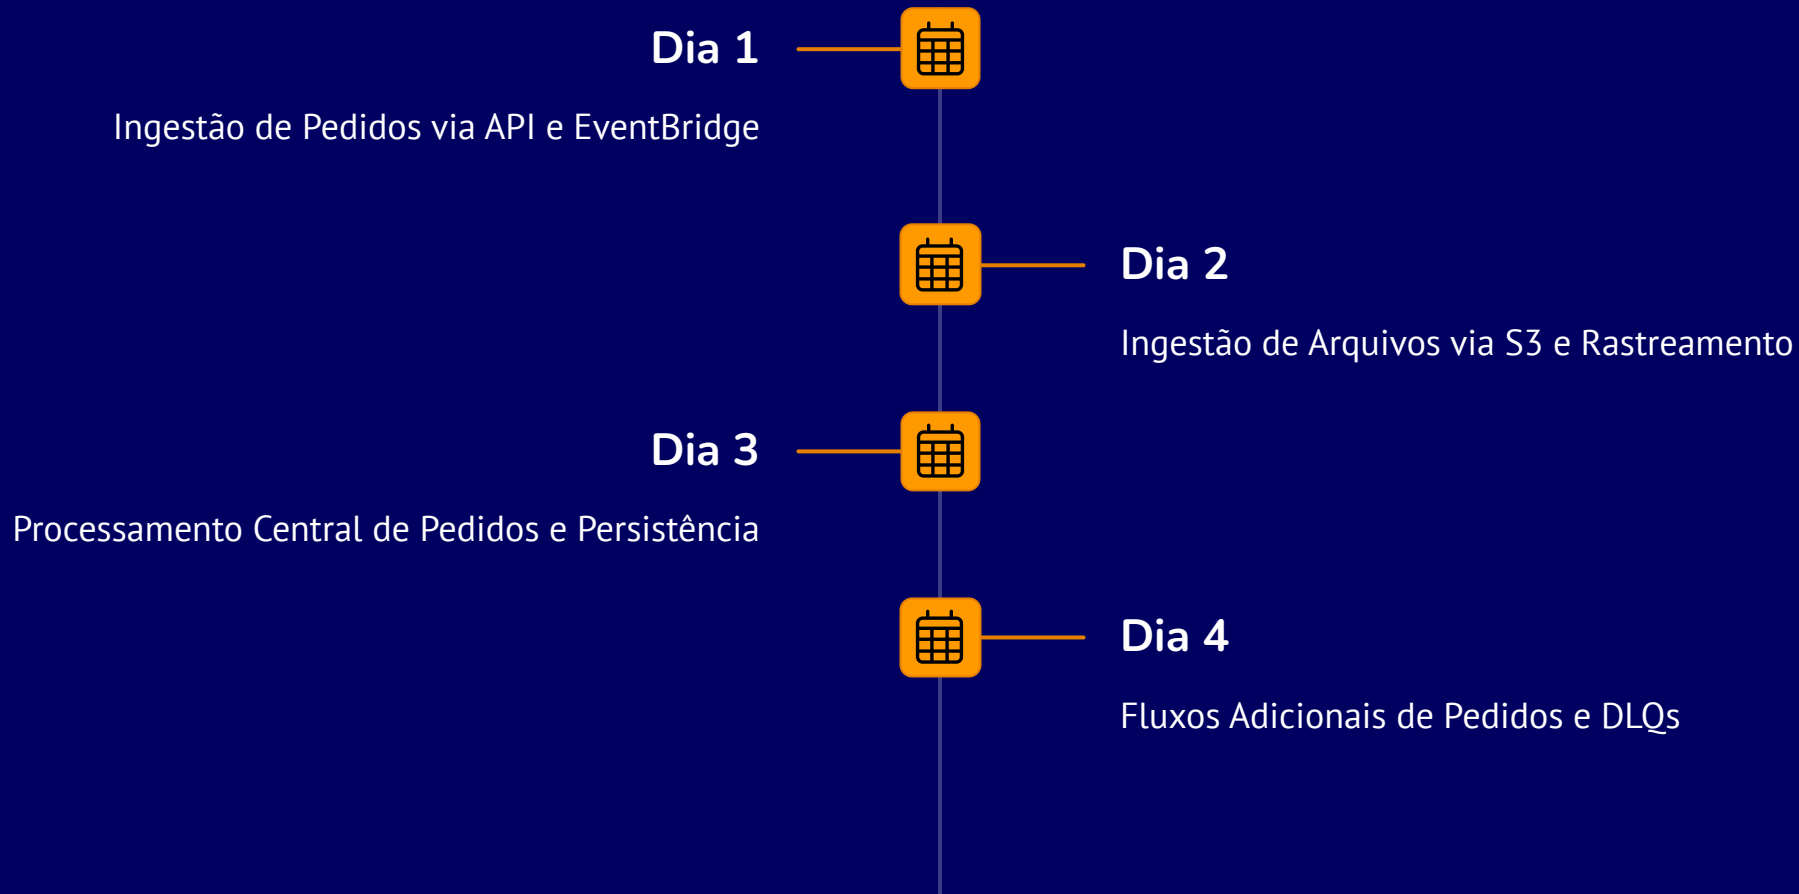 Dia 1
Ingestão de Pedidos via API e EventBridge
Dia 2
Ingestão de Arquivos via S3 e Rastreamento
Dia 3
Processamento Central de Pedidos e Persistência
Dia 4
Fluxos Adicionais de Pedidos e DLQs